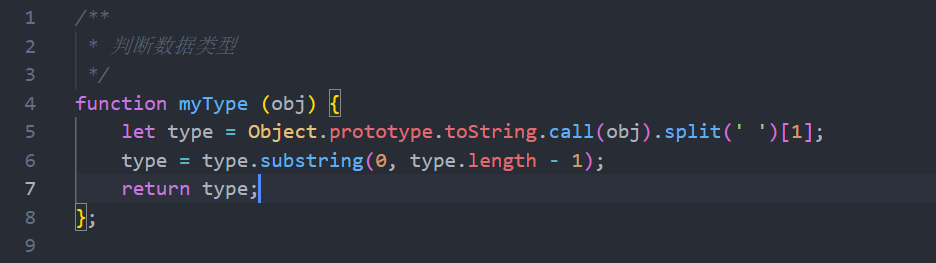 1 /**
2  * 判断数据类型
3  */
4 function myType (obj) {
5     let type = Object.prototype.toString.call(obj).split(' ')[1];
6     type = type.substring(0, type.length - 1);
7     return type;
8 };
9